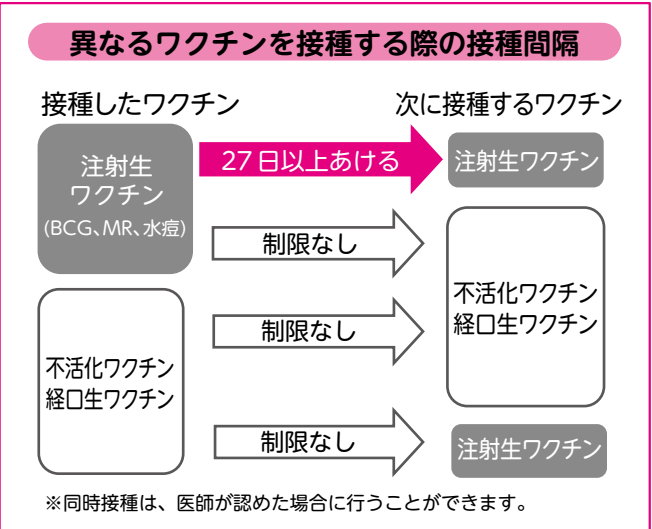 異なるワクチンを接種する際の接種間隔
接種したワクチン
次に接種するワクチン
注射生
ワクチン
(BCG、MR、水痘)
27日以上あける
注射生ワクチン
制限なし
不活化ワクチン
経口生ワクチン
制限なし
不活化ワクチン
経口生ワクチン
制限なし
注射生ワクチン
※同時接種は、医師が認めた場合に行うことができます。